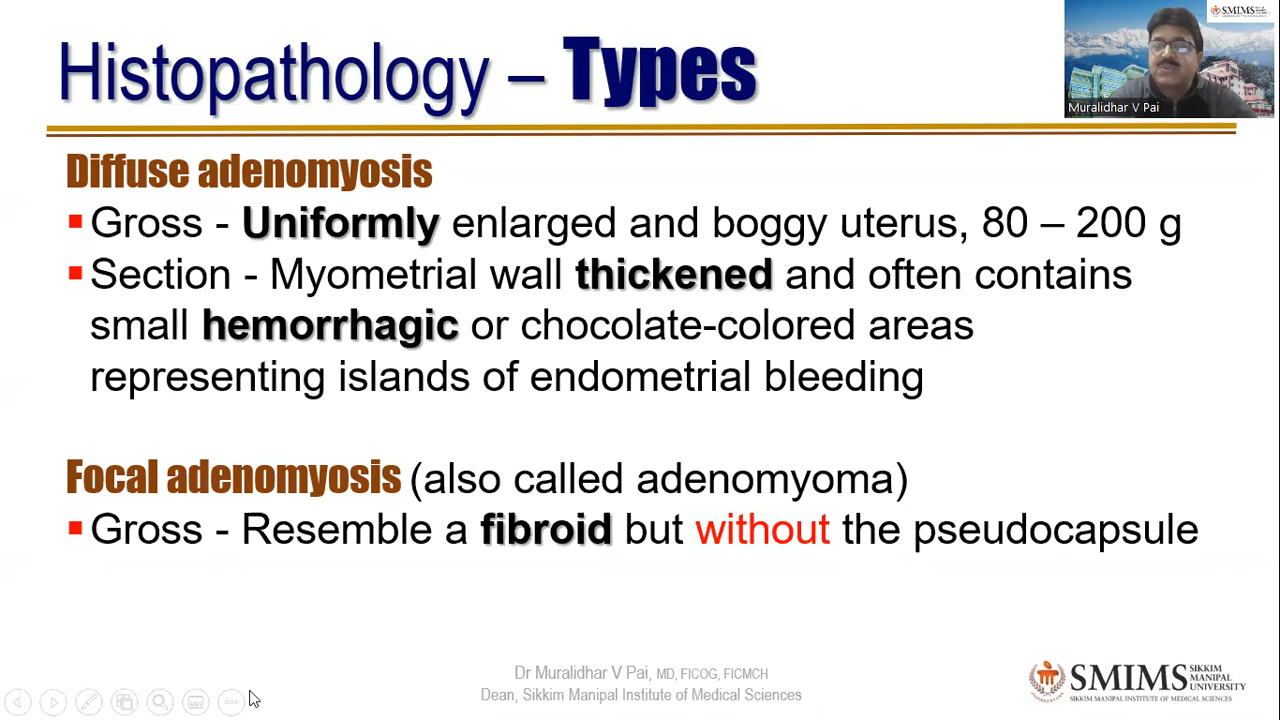 Histopathology – Types
SMIMS
Muralidhar V Pai
Diffuse adenomyosis
Gross - Uniformly enlarged and boggy uterus, 80 – 200 g
Section - Myometrial wall thickened and often contains
small hemorrhagic or chocolate-colored areas
representing islands of endometrial bleeding
Focal adenomyosis (also called adenomyoma)
Gross - Resemble a fibroid but without the pseudocapsule
Dr Muralidhar V Pai, MD, FICOG, FICMCH
Dean, Sikkim Manipal Institute of Medical Sciences
SMIMS SIKKIM
MANIPAL
UNIVERSITY
SIKKIM MANIPAL INSTITUTE OF MEDICAL SCIENCES